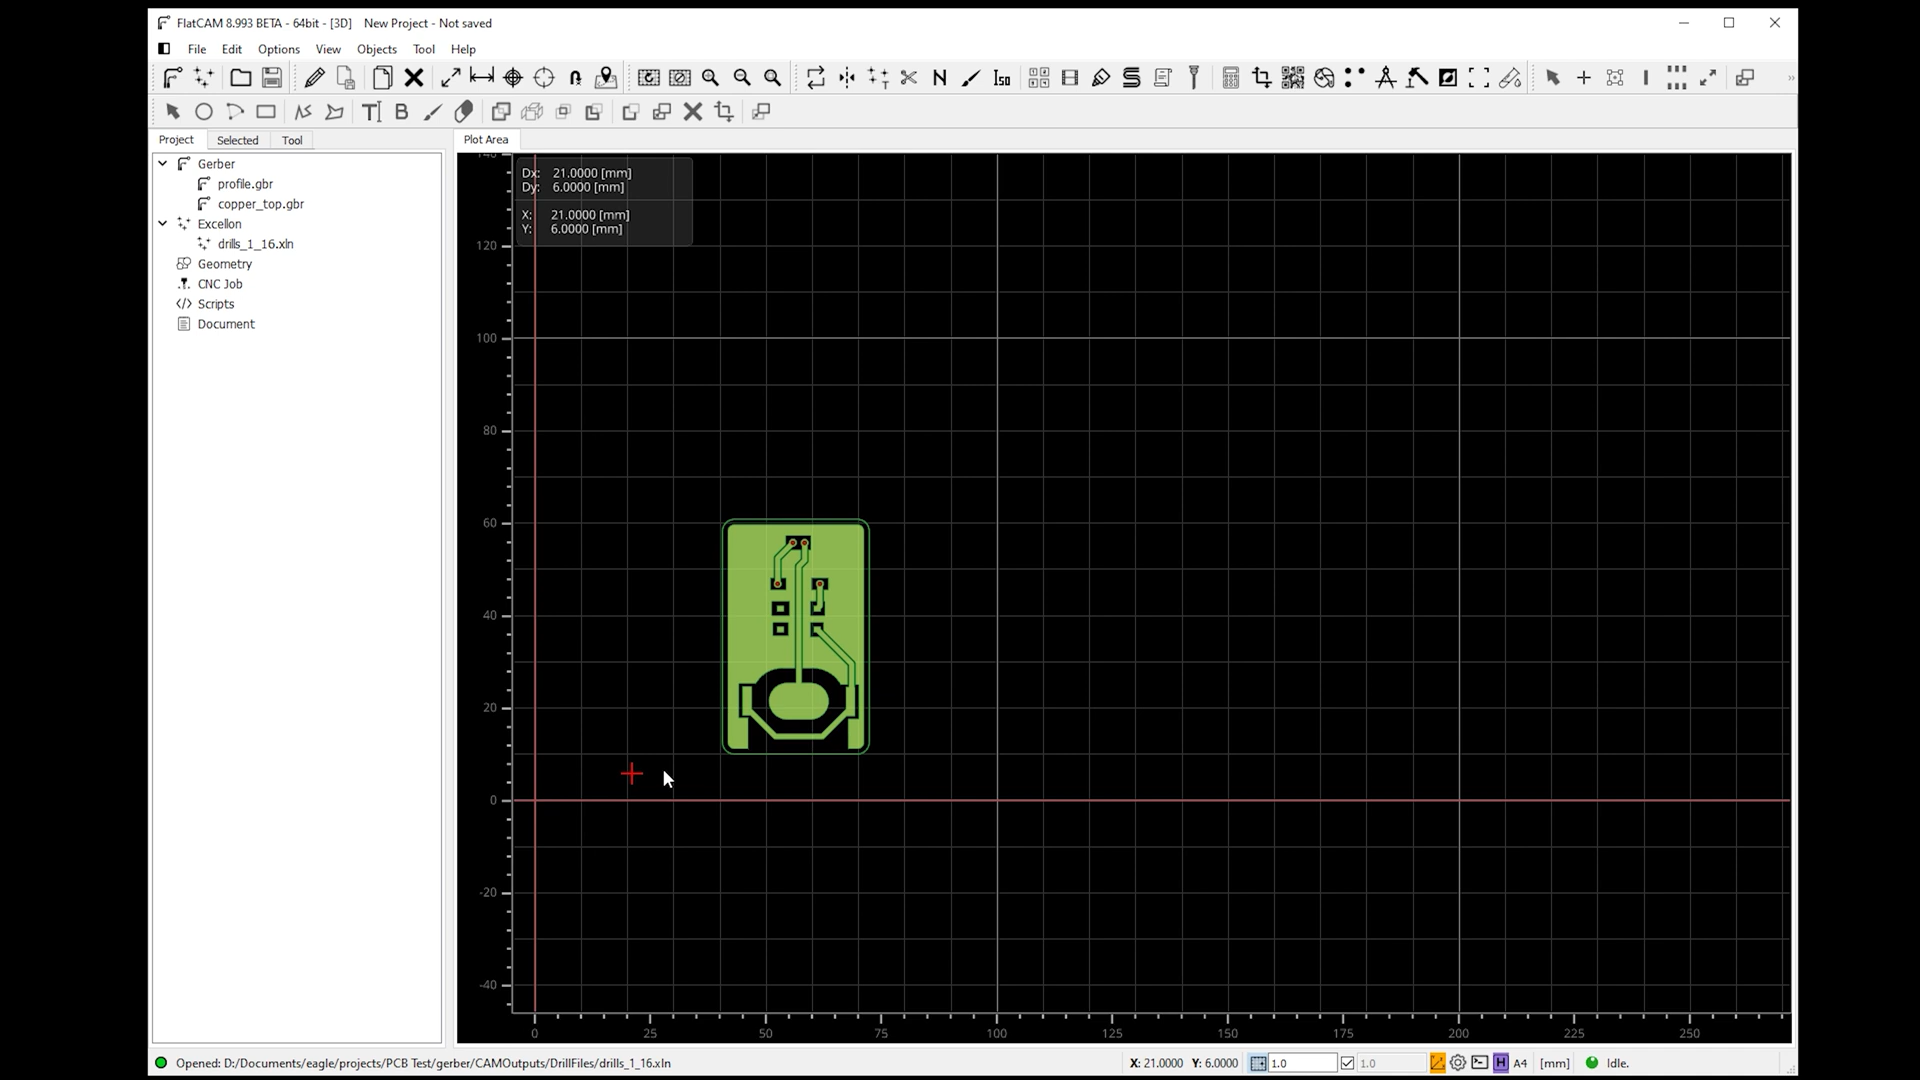 FlatCAM 8.993 BETA - 64bit - [3D]    New Project - Not saved
File Edit Options View Objects Tool Help
Iso
T B
Project Selected Tool
Plot Area
Gerber
profile.gbr
copper_top.gbr
Excellon
drills_1_16.xln
Geometry
CNC Job
Scripts
Document
Dx: 21.0000 [mm]
Dy: 6.0000 [mm]
X: 21.0000 [mm]
Y: 6.0000 [mm]
140
120
100
80
60
40
20
0
-20
-40
0 25 50 75 100 125 150 175 200 225 250
Opened: D:/Documents/eagle/projects/PCB Test/gerber/CAMOutputs/DrillFiles/drills_1_16.xln
X: 21.0000 Y: 6.0000 1.0 1.0 H A4 [mm] Idle.